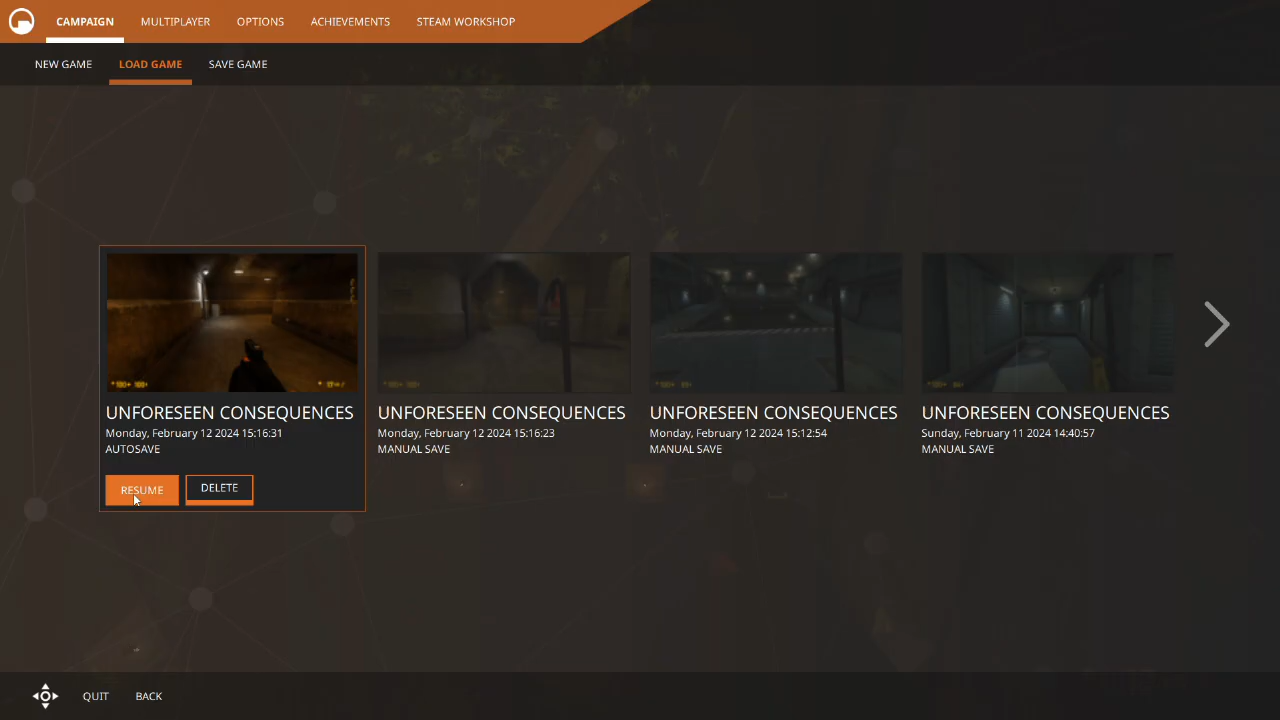 CAMPAIGN MULTIPLAYER OPTIONS ACHIEVEMENTS STEAM WORKSHOP
NEW GAME LOAD GAME SAVE GAME
UNFORESEEN CONSEQUENCES
Monday, February 12 2024 15:16:31
AUTOSAVE
RESUME DELETE
UNFORESEEN CONSEQUENCES
Monday, February 12 2024 15:16:23
MANUAL SAVE
UNFORESEEN CONSEQUENCES
Monday, February 12 2024 15:12:54
MANUAL SAVE
UNFORESEEN CONSEQUENCES
Sunday, February 11 2024 14:40:57
MANUAL SAVE
QUIT BACK